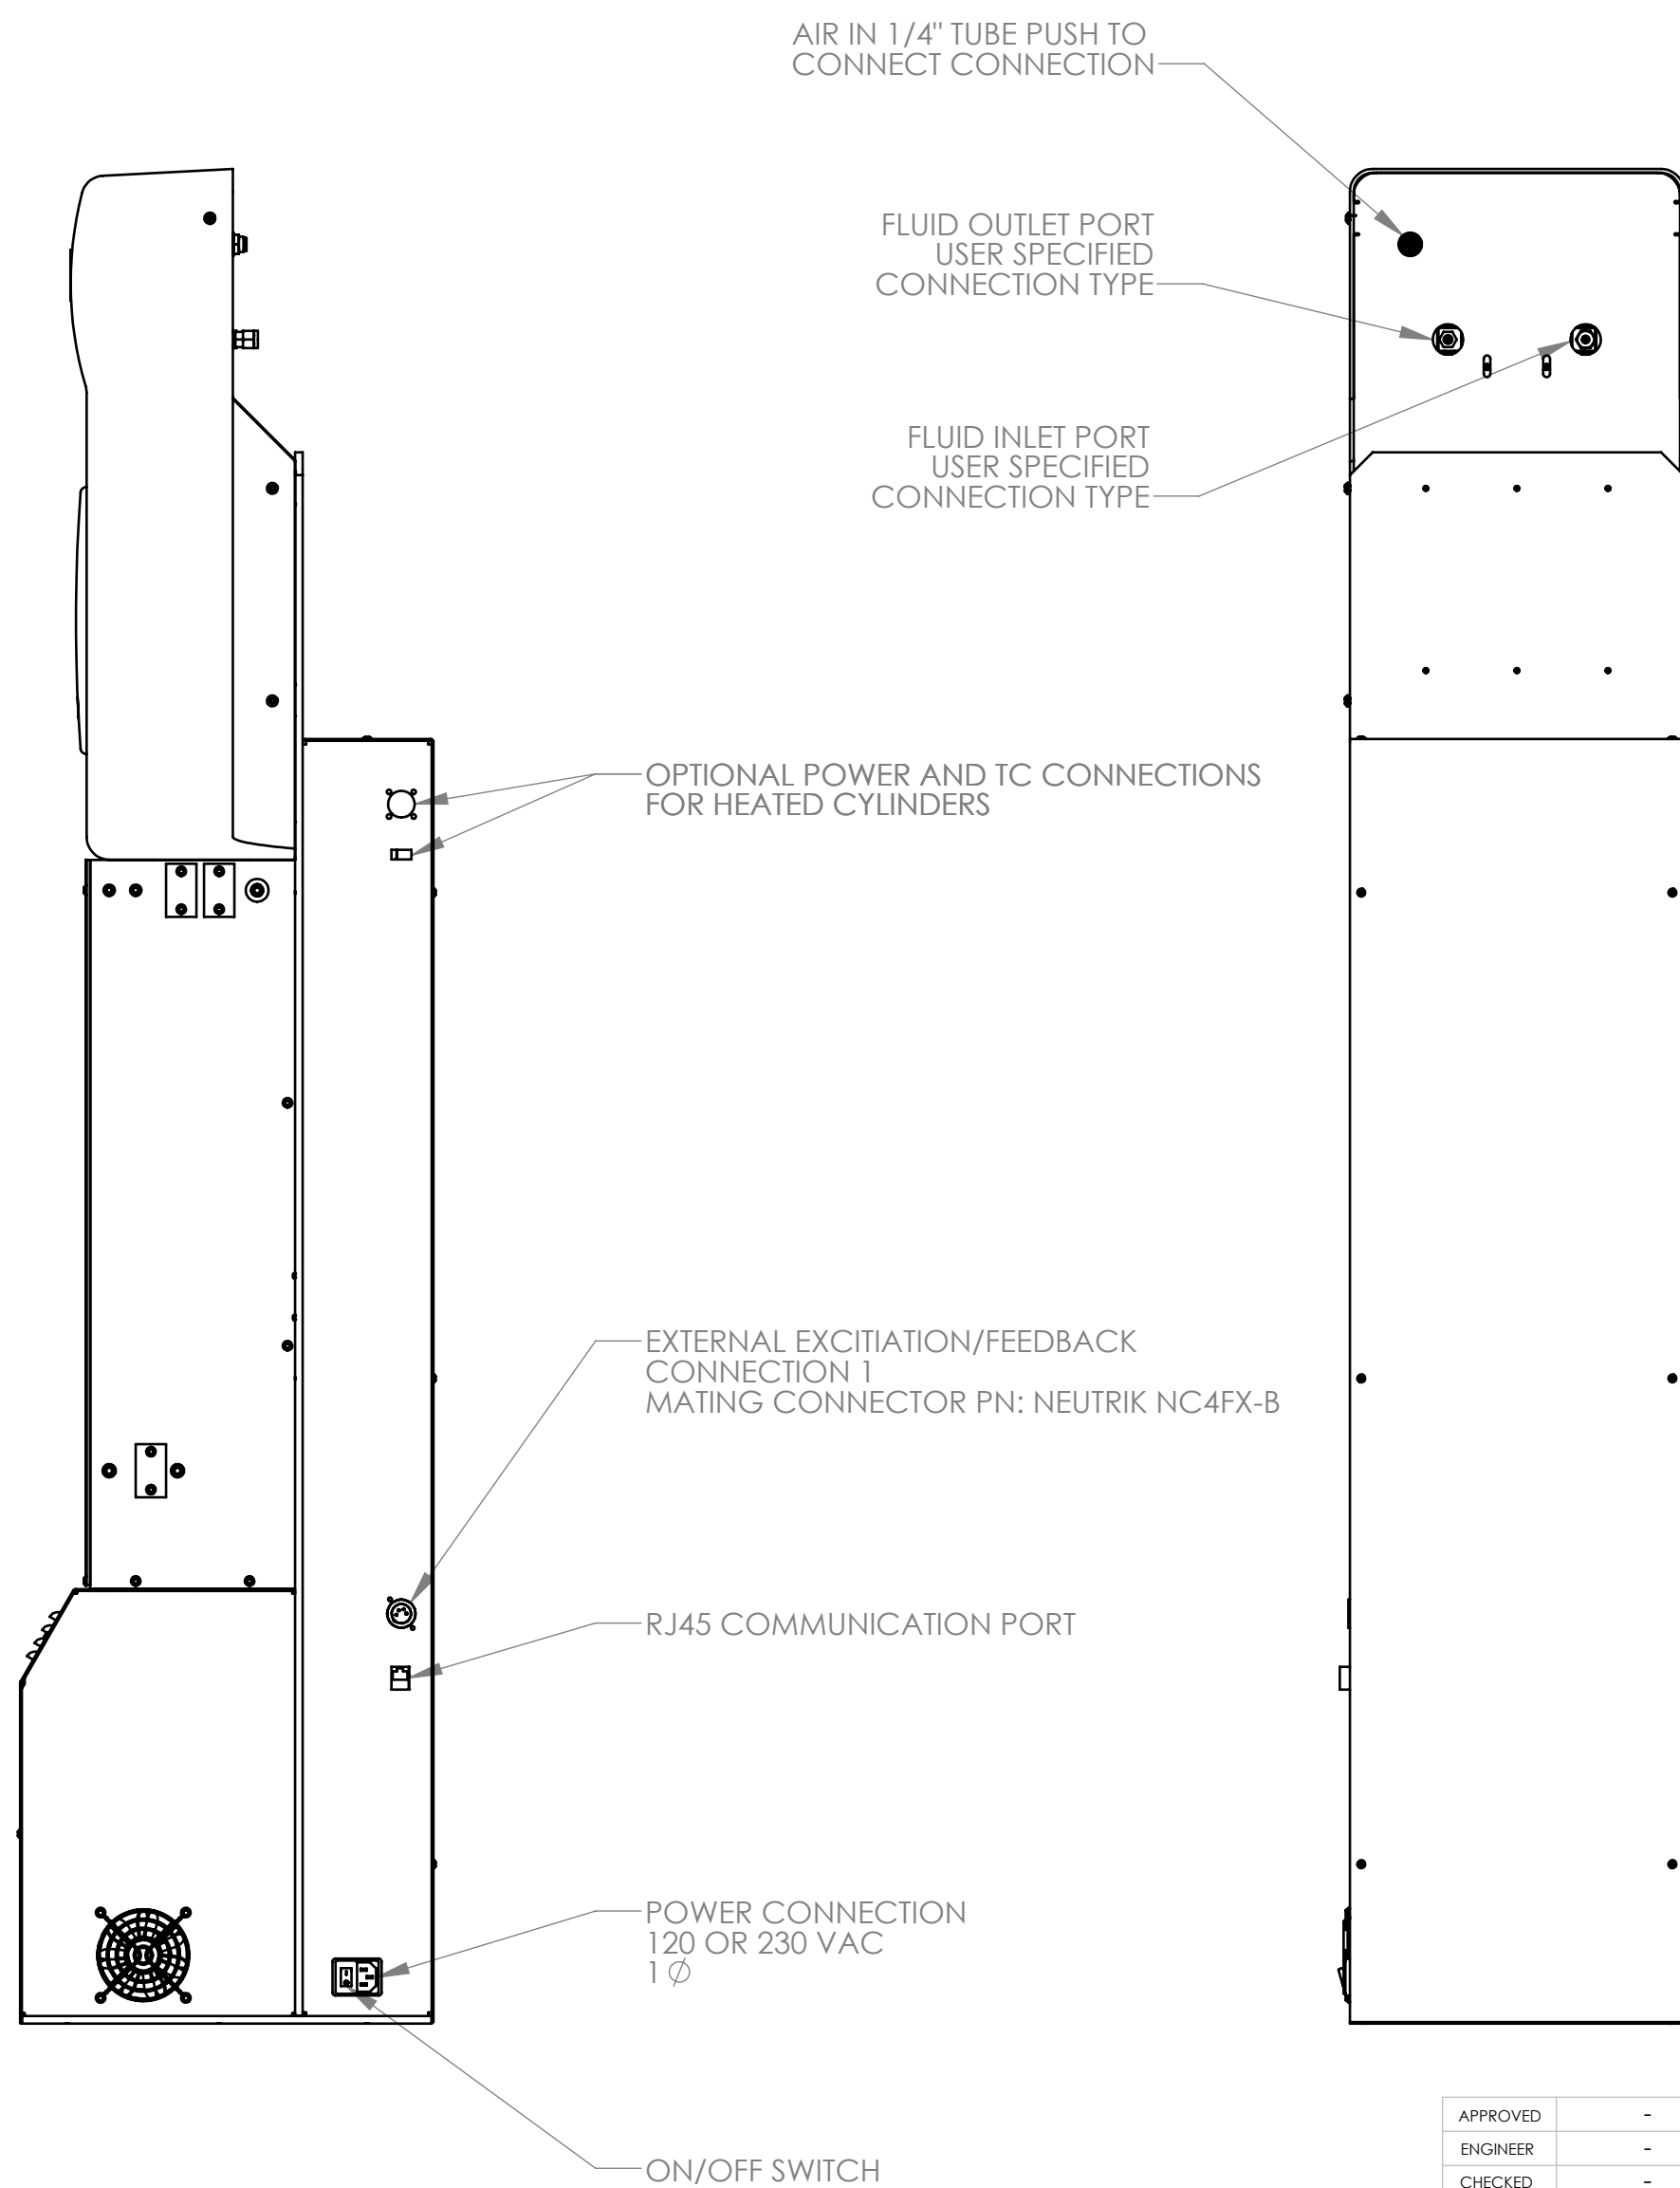 AIR IN 1/4" TUBE PUSH TO
CONNECT CONNECTION
FLUID OUTLET PORT
USER SPECIFIED
CONNECTION TYPE
FLUID INLET PORT
USER SPECIFIED
CONNECTION TYPE
OPTIONAL POWER AND TC CONNECTIONS
FOR HEATED CYLINDERS
EXTERNAL EXCITIATION/FEEDBACK
CONNECTION 1
MATING CONNECTOR PN: NEUTRIK NC4FX-B
RJ45 COMMUNICATION PORT
POWER CONNECTION
120 OR 230 VAC
1 ∅
ON/OFF SWITCH
APPROVED -
ENGINEER -
CHECKED -